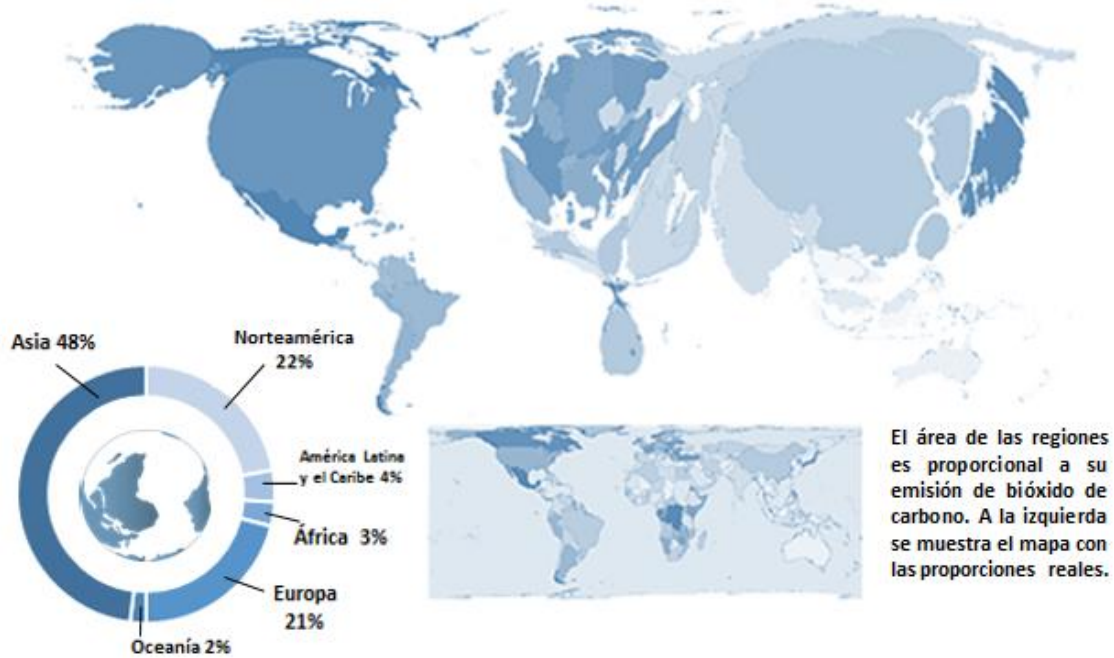 Asia 48%
Norteamérica
22%
América Latina
y el Caribe 4%
África 3%
Europa
21%
Oceanía 2%
El área de las regiones
es proporcional a su
emisión de bióxido de
carbono. A la izquierda
se muestra el mapa con
las proporciones reales.